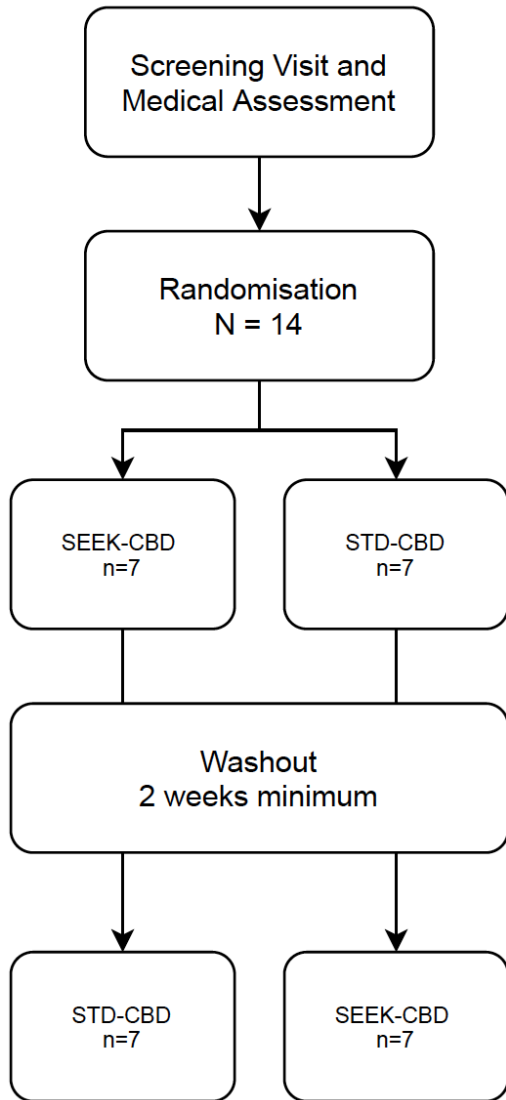 Screening Visit and
Medical Assessment
Randomisation
N = 14
SEEK-CBD
n=7
STD-CBD
n=7
Washout
2 weeks minimum
STD-CBD
n=7
SEEK-CBD
n=7